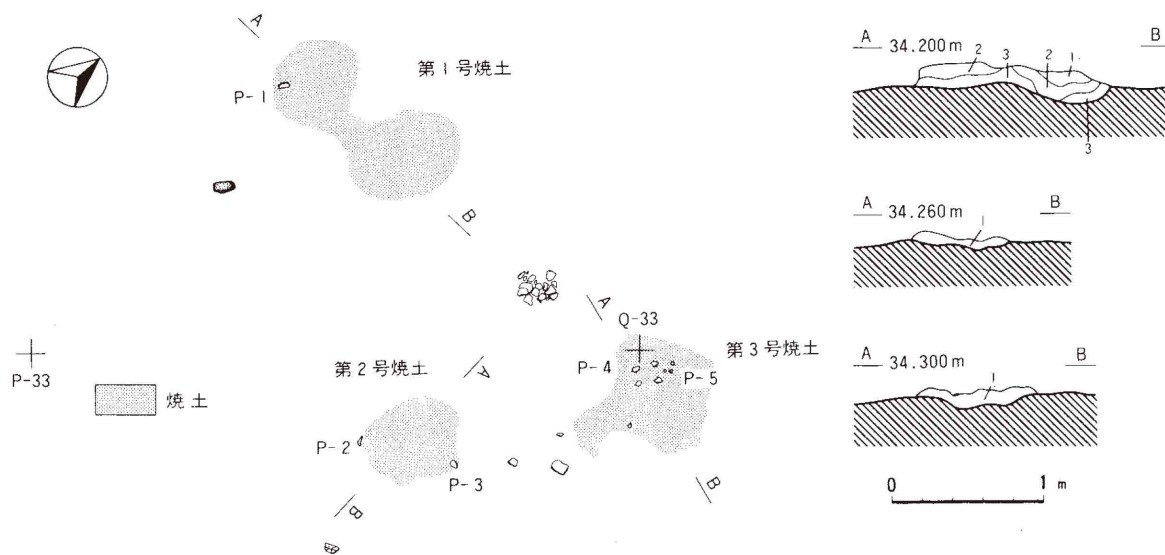 A
第1号焼土
P-1
B
A
Q-33
第3号焼土
P-4
P-5
第2号焼土
A
P-33
焼土
P-2
P-3
B
B
A 34.200m B
2 3 2 1
3
A 34.260m B
1
A 34.300m B
1
0 1 m